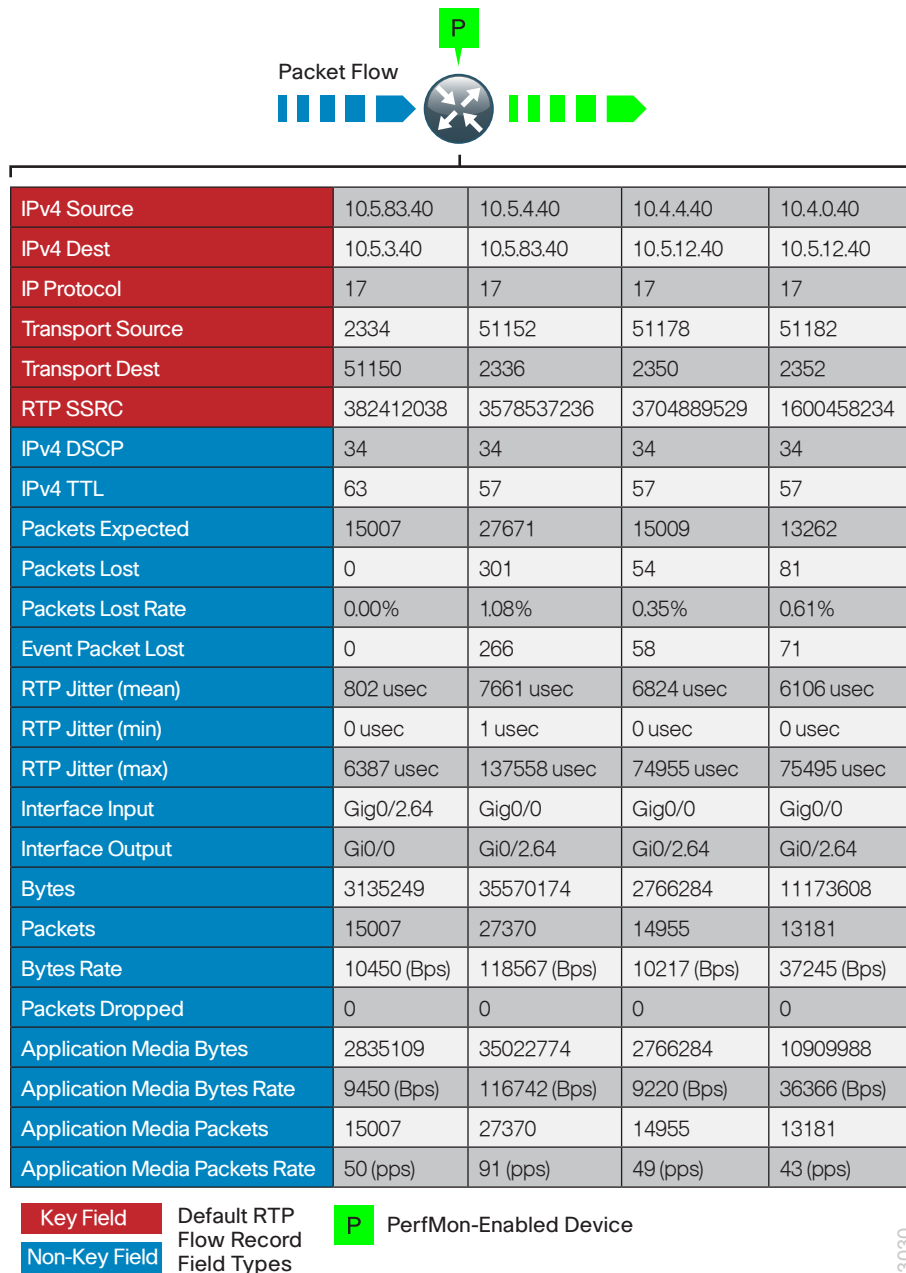 P
Packet Flow
IPv4 Source 10.5.83.40 10.5.4.40 10.4.4.40 10.4.0.40
IPv4 Dest 10.5.3.40 10.5.83.40 10.5.12.40 10.5.12.40
IP Protocol 17 17 17 17
Transport Source 2334 51152 51178 51182
Transport Dest 51150 2336 2350 2352
RTP SSRC 382412038 3578537236 3704889529 1600458234
IPv4 DSCP 34 34 34 34
IPv4 TTL 63 57 57 57
Packets Expected 15007 27671 15009 13262
Packets Lost 0 301 54 81
Packets Lost Rate 0.00% 1.08% 0.35% 0.61%
Event Packet Lost 0 266 58 71
RTP Jitter (mean) 802 usec 7661 usec 6824 usec 6106 usec
RTP Jitter (min) 0 usec 1 usec 0 usec 0 usec
RTP Jitter (max) 6387 usec 137558 usec 74955 usec 75495 usec
Interface Input Gig0/2.64 Gig0/0 Gig0/0 Gig0/0
Interface Output Gi0/0 Gi0/2.64 Gi0/2.64 Gi0/2.64
Bytes 3135249 35570174 2766284 11173608
Packets 15007 27370 14955 13181
Bytes Rate 10450 (Bps) 118567 (Bps) 10217 (Bps) 37245 (Bps)
Packets Dropped 0 0 0 0
Application Media Bytes 2835109 35022774 2766284 10909988
Application Media Bytes Rate 9450 (Bps) 116742 (Bps) 9220 (Bps) 36366 (Bps)
Application Media Packets 15007 27370 14955 13181
Application Media Packets Rate 50 (pps) 91 (pps) 49 (pps) 43 (pps)
Key Field
Non-Key Field
Default RTP
Flow Record
Field Types
P PerfMon-Enabled Device
3030